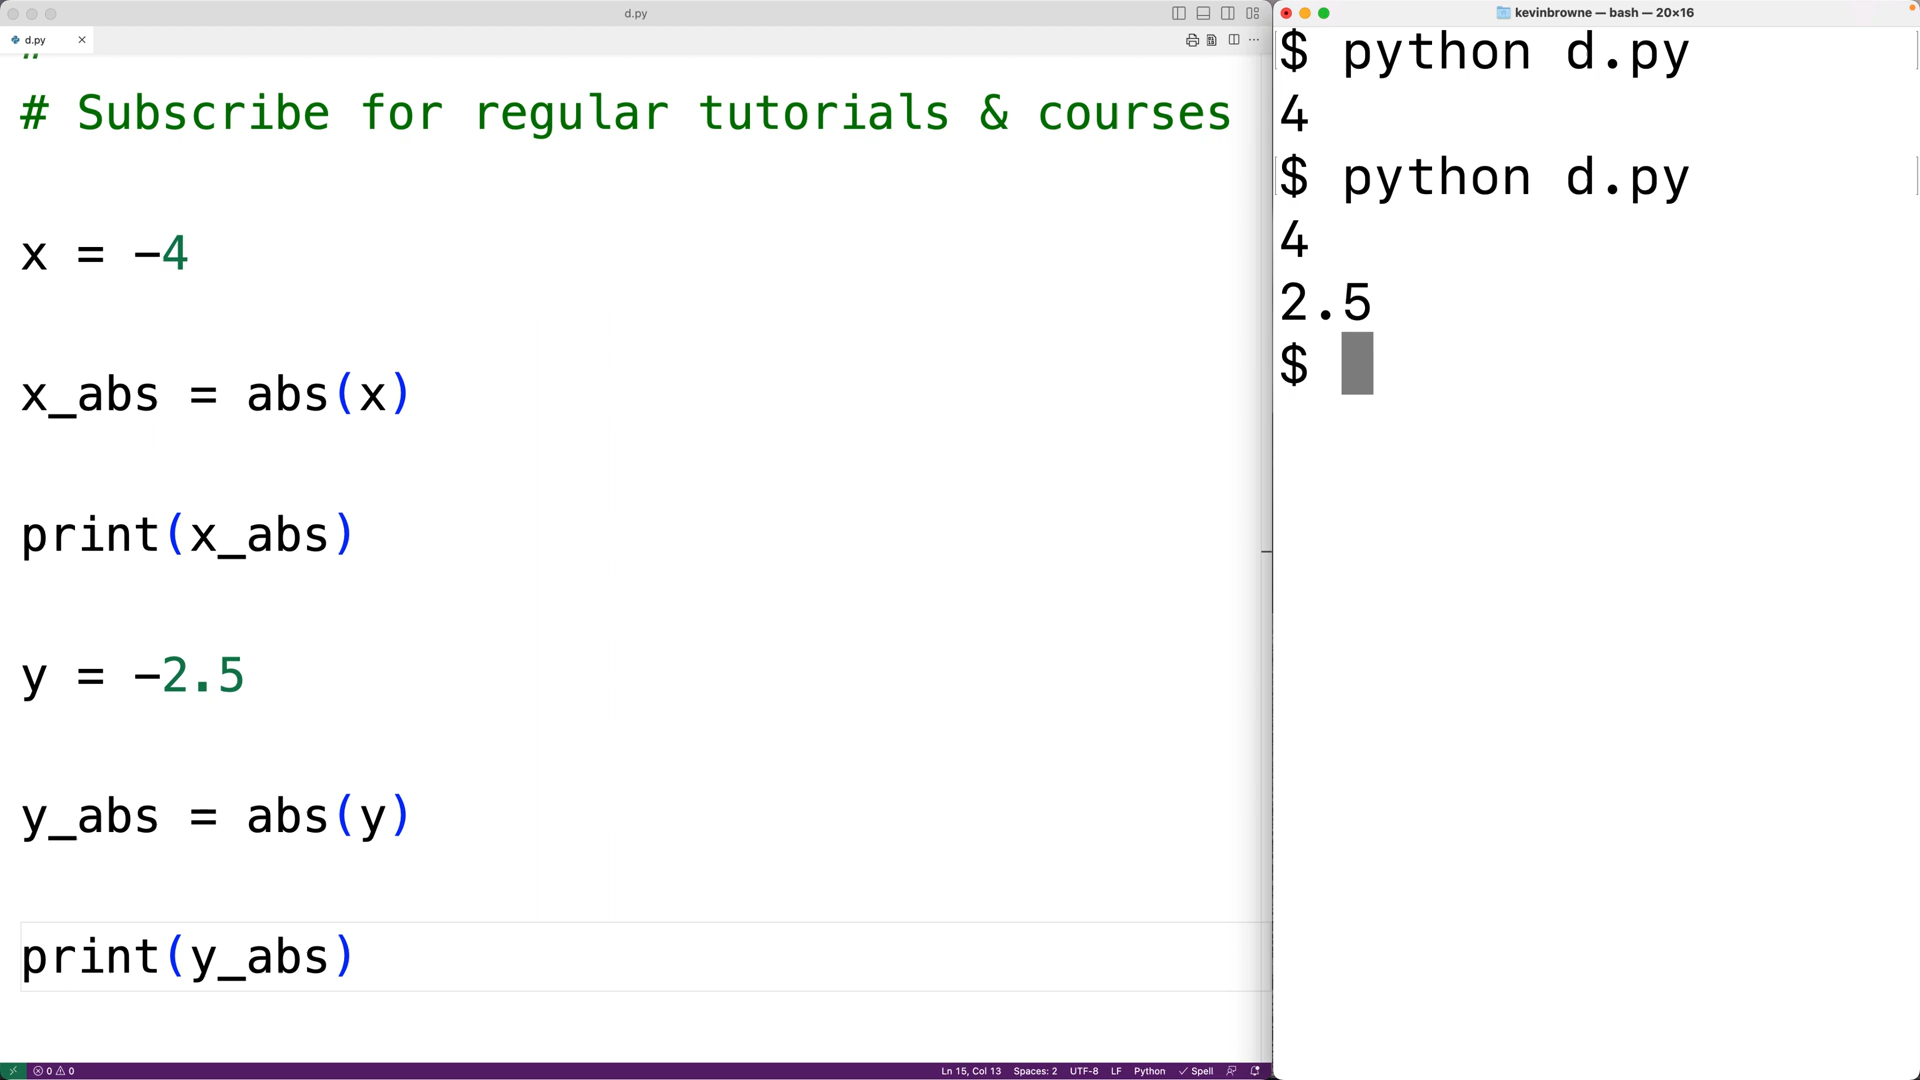 d.py
d.py
#
# Subscribe for regular tutorials & courses
x = -4
x_abs = abs(x)
print(x_abs)
y = -2.5
y_abs = abs(y)
print(y_abs)
0 0
Ln 15, Col 13 Spaces: 2 UTF-8 LF Python Spell
kevinbrowne — bash — 20×16
$ python d.py
4
$ python d.py
4
2.5
$